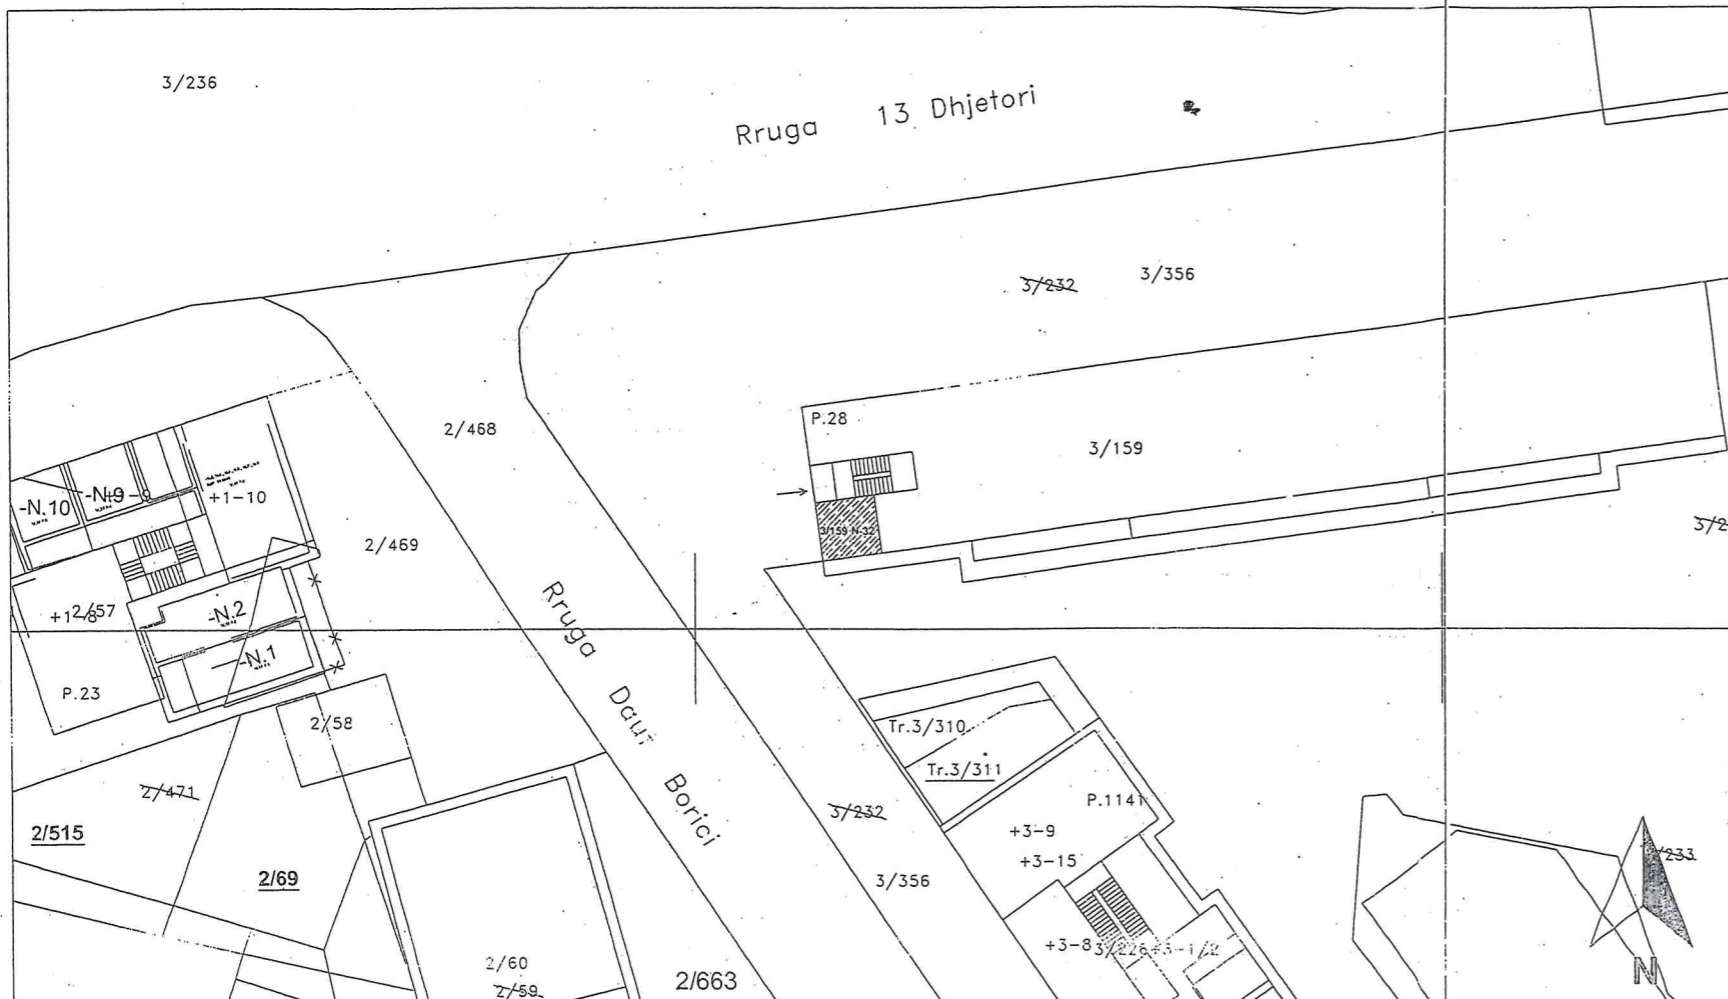 3/236
Rruga 13 Dhjetori
3/232
3/356
P.28
2/468
3/159
-N.10
-N.9
+1-10
3/159 N-32
2/469
+1-8
2/57
-N.2
-N.1
P.23
2/58
Rruga Daut Borici
Tr.3/310
Tr.3/311
P.1141
2/471
2/515
2/69
3/232
+3-9
+3-15
3/356
+3-8
2/60
2/59
2/663
N